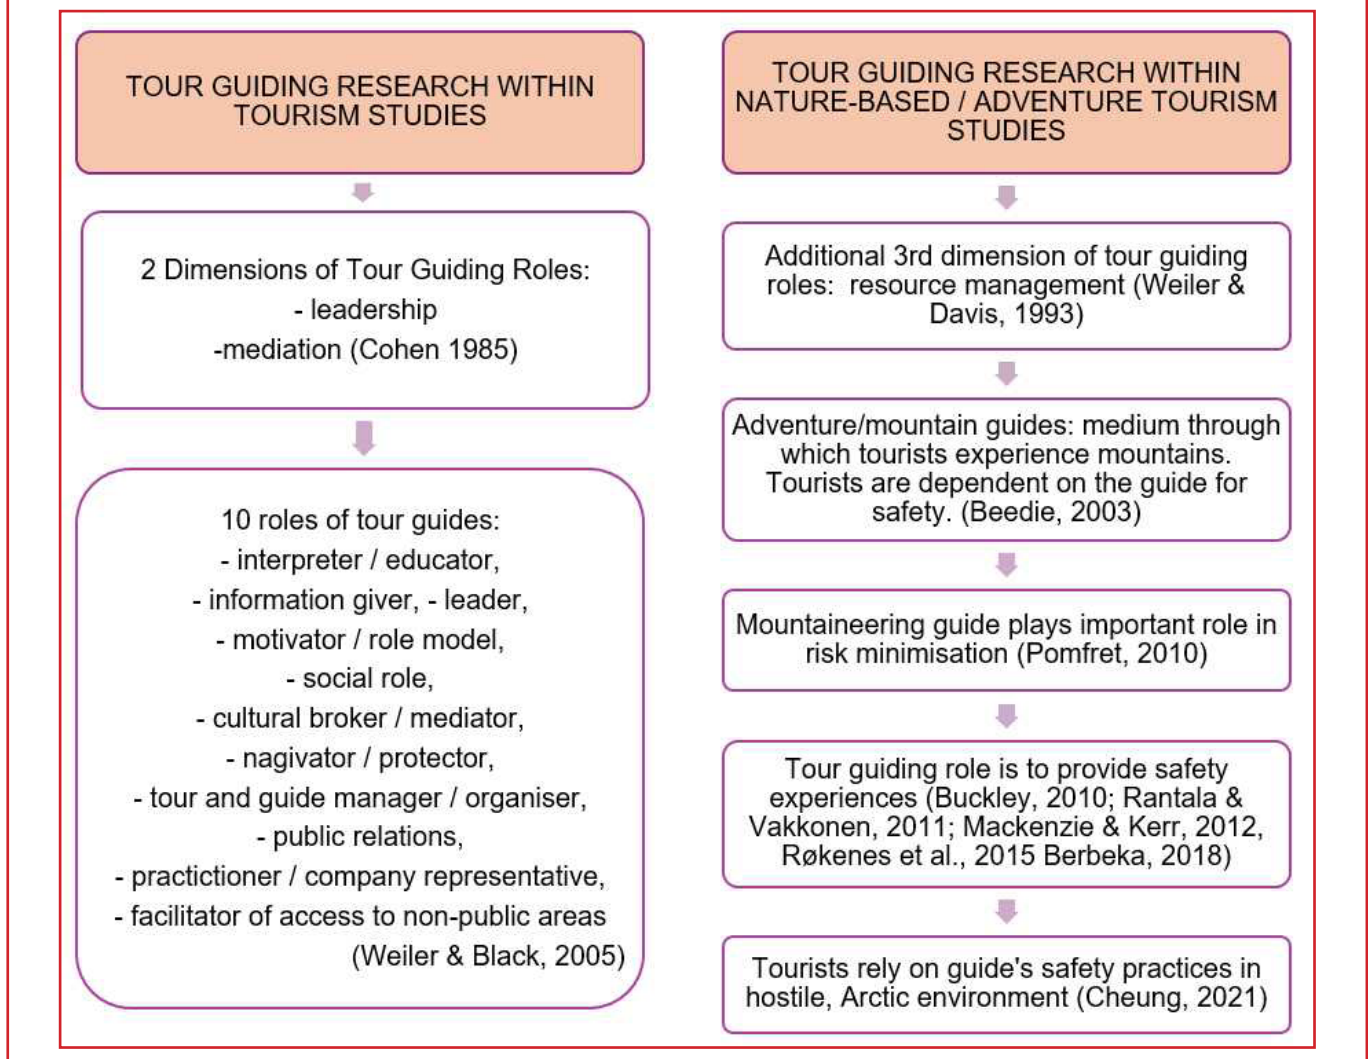 TOUR GUIDING RESEARCH WITHIN
TOURISM STUDIES
2 Dimensions of Tour Guiding Roles:
- leadership
-mediation (Cohen 1985)
10 roles of tour guides:
- interpreter / educator,
- information giver, - leader,
- motivator / role model,
- social role,
- cultural broker / mediator,
- nagivator / protector,
- tour and guide manager / organiser,
- public relations,
- practictioner / company representative,
- facilitator of access to non-public areas
(Weiler & Black, 2005)
TOUR GUIDING RESEARCH WITHIN
NATURE-BASED / ADVENTURE TOURISM
STUDIES
Additional 3rd dimension of tour guiding
roles:  resource management (Weiler &
Davis, 1993)
Adventure/mountain guides: medium through
which tourists experience mountains.
Tourists are dependent on the guide for
safety. (Beedie, 2003)
Mountaineering guide plays important role in
risk minimisation (Pomfret, 2010)
Tour guiding role is to provide safety
experiences (Buckley, 2010; Rantala &
Vakkonen, 2011; Mackenzie & Kerr, 2012,
Røkenes et al., 2015 Berbeka, 2018)
Tourists rely on guide's safety practices in
hostile, Arctic environment (Cheung, 2021)